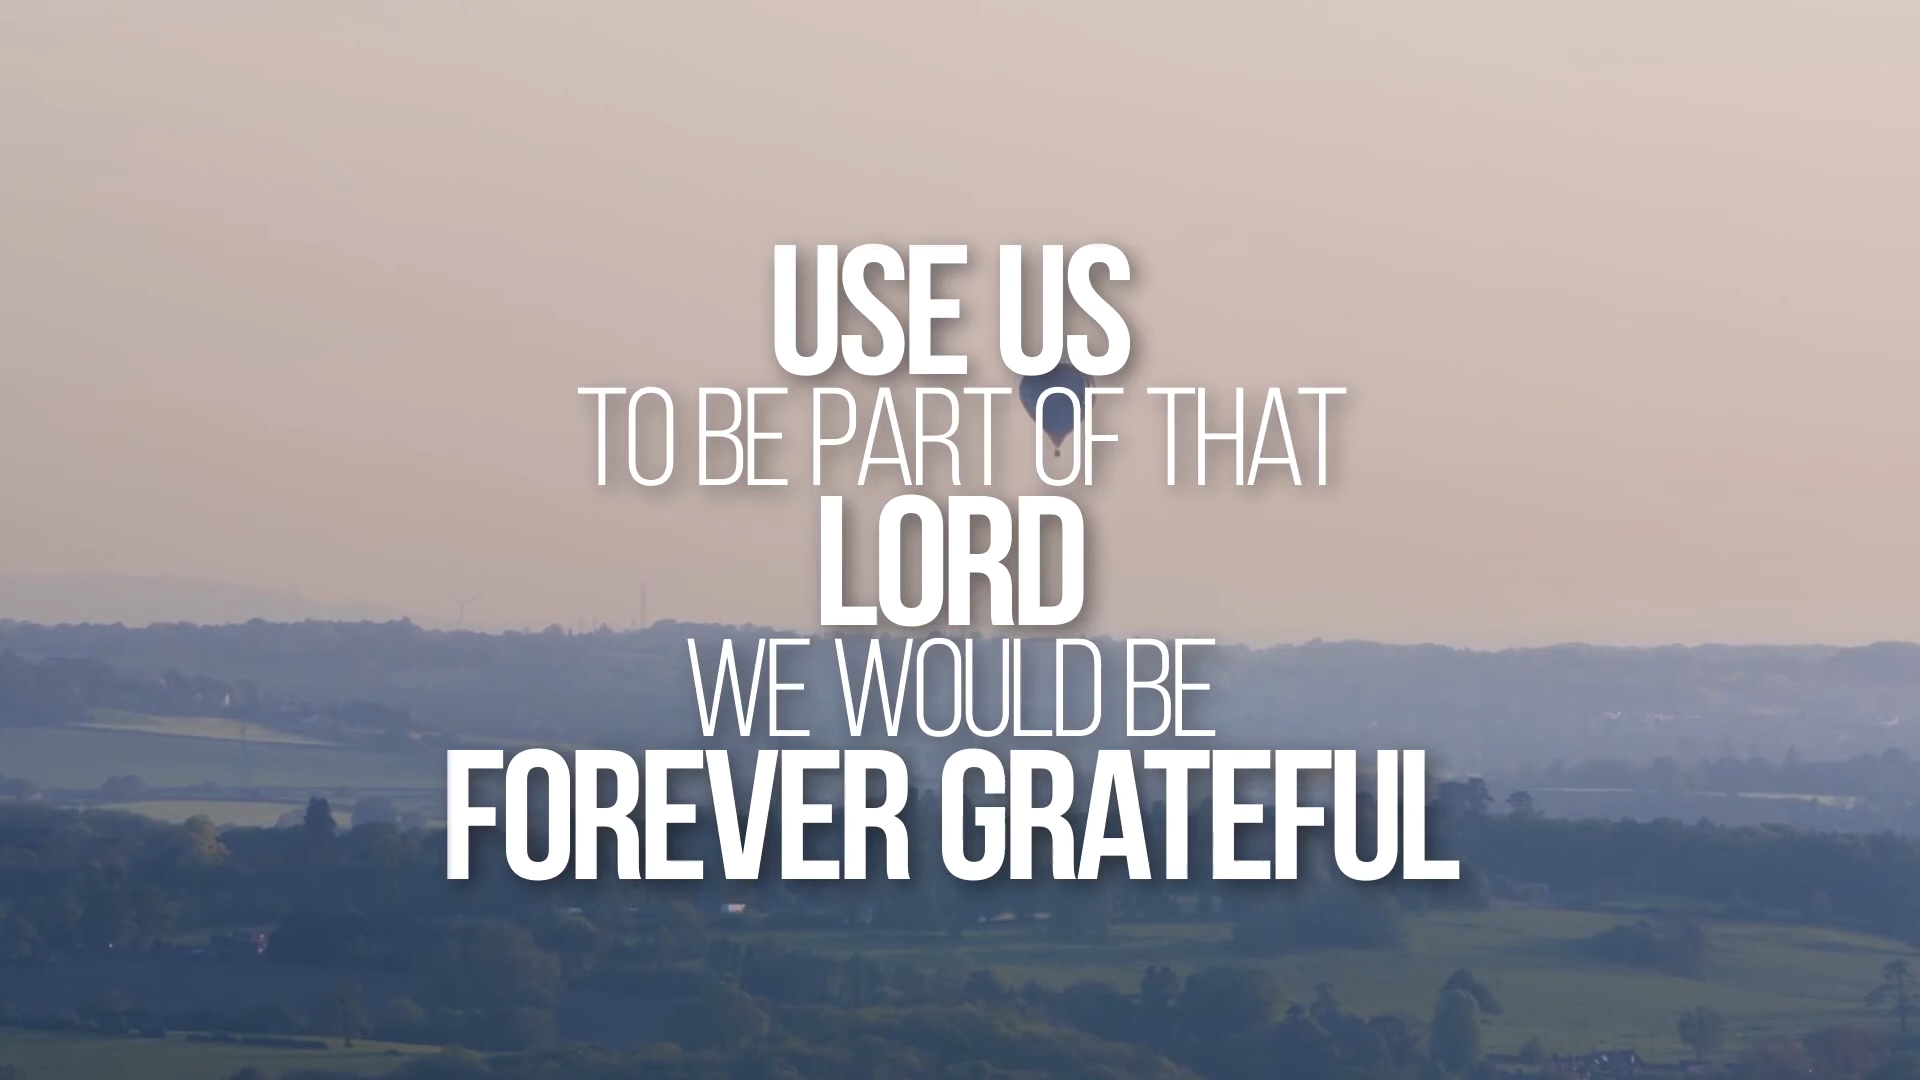 USE US
TO BE PART OF THAT
LORD
WE WOULD BE
FOREVER GRATEFUL